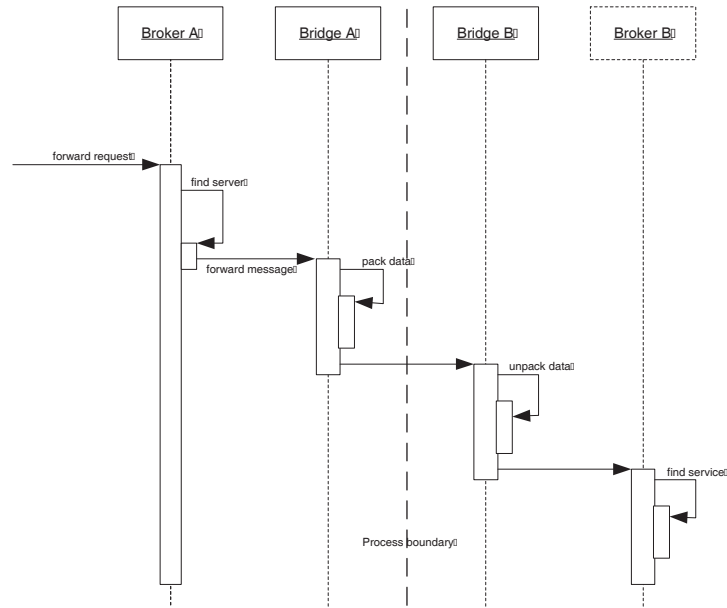 Broker A
Bridge A
Bridge B
Broker B
forward request
find server
forward message
pack data
unpack data
find service
Process boundary